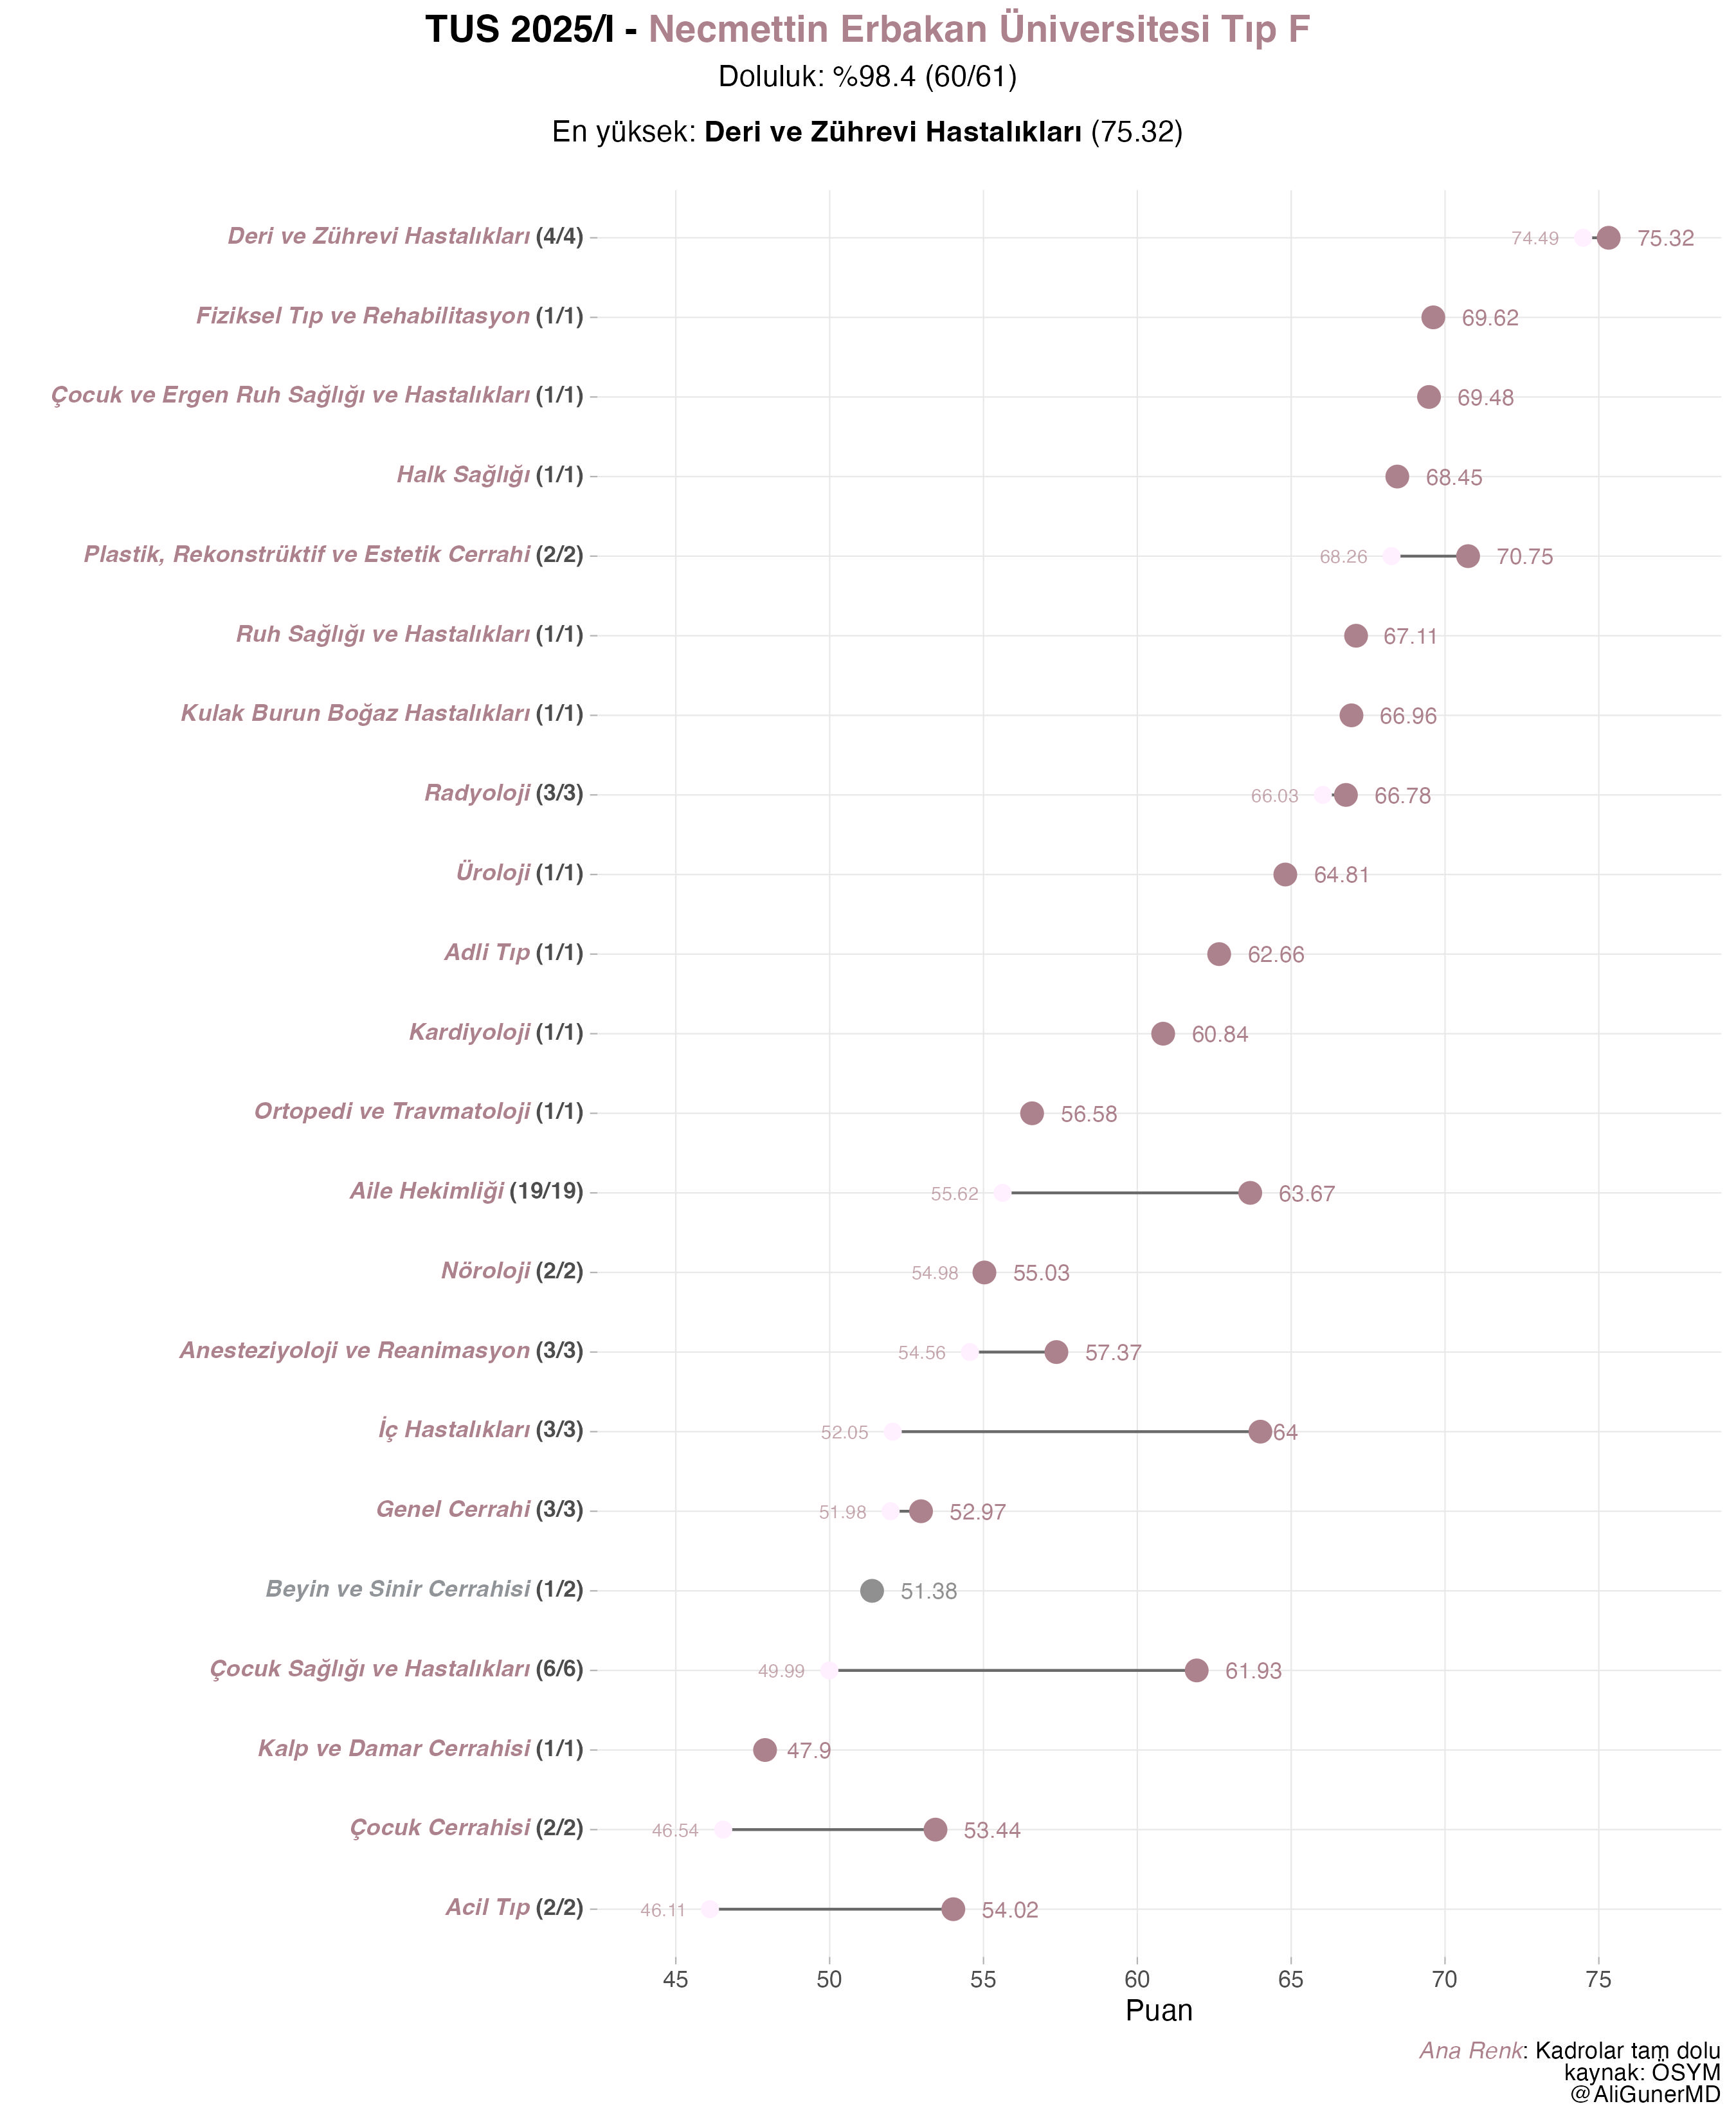 TUS 2025/I - Necmettin Erbakan Üniversitesi Tıp F
Doluluk: %98.4 (60/61)
En yüksek: Deri ve Zührevi Hastalıkları (75.32)
Deri ve Zührevi Hastalıkları (4/4) 74.49 75.32
Fiziksel Tıp ve Rehabilitasyon (1/1) 69.62
Çocuk ve Ergen Ruh Sağlığı ve Hastalıkları (1/1) 69.48
Halk Sağlığı (1/1) 68.45
Plastik, Rekonstrüktif ve Estetik Cerrahi (2/2) 68.26 70.75
Ruh Sağlığı ve Hastalıkları (1/1) 67.11
Kulak Burun Boğaz Hastalıkları (1/1) 66.96
Radyoloji (3/3) 66.03 66.78
Üroloji (1/1) 64.81
Adli Tıp (1/1) 62.66
Kardiyoloji (1/1) 60.84
Ortopedi ve Travmatoloji (1/1) 56.58
Aile Hekimliği (19/19) 55.62 63.67
Nöroloji (2/2) 54.98 55.03
Anesteziyoloji ve Reanimasyon (3/3) 54.56 57.37
İç Hastalıkları (3/3) 52.05 64
Genel Cerrahi (3/3) 51.98 52.97
Beyin ve Sinir Cerrahisi (1/2) 51.38
Çocuk Sağlığı ve Hastalıkları (6/6) 49.99 61.93
Kalp ve Damar Cerrahisi (1/1) 47.9
Çocuk Cerrahisi (2/2) 46.54 53.44
Acil Tıp (2/2) 46.11 54.02
45 50 55 60 65 70 75
Puan
Ana Renk: Kadrolar tam dolu
kaynak: ÖSYM
@AliGunerMD